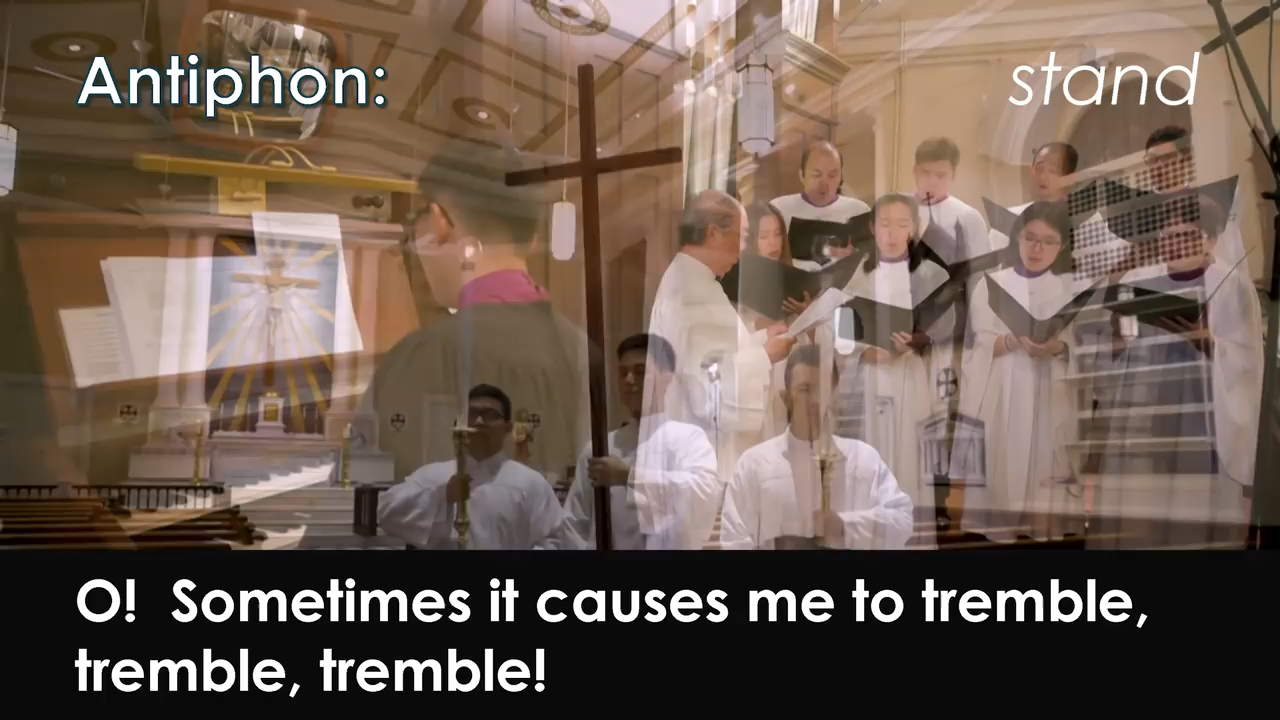 Antiphon:
stand
O!  Sometimes it causes me to tremble,
tremble, tremble!